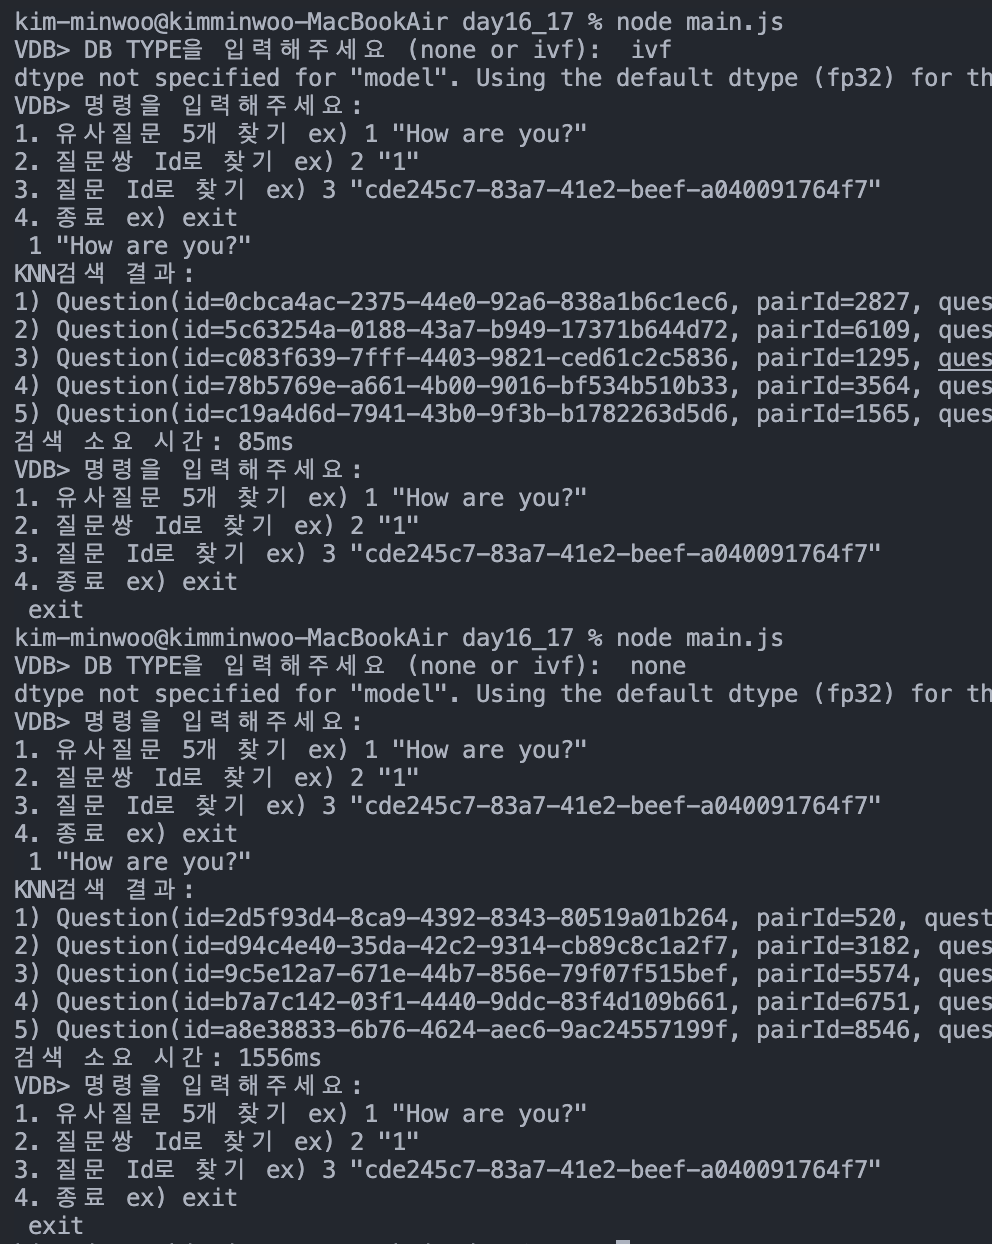 kim-minwoo@kimminwoo-MacBookAir day16_17 % node main.js
VDB> DB TYPE을 입력해주세요 (none or ivf):  ivf
dtype not specified for "model". Using the default dtype (fp32) for th
VDB> 명령을 입력해주세요:
1. 유사질문 5개 찾기 ex) 1 "How are you?"
2. 질문쌍 Id로 찾기 ex) 2 "1"
3. 질문 Id로 찾기 ex) 3 "cde245c7-83a7-41e2-beef-a040091764f7"
4. 종료 ex) exit
 1 "How are you?"
KNN검색 결과:
1) Question(id=0cbca4ac-2375-44e0-92a6-838a1b6c1ec6, pairId=2827, ques
2) Question(id=5c63254a-0188-43a7-b949-17371b644d72, pairId=6109, ques
3) Question(id=c083f639-7fff-4403-9821-ced61c2c5836, pairId=1295, ques
4) Question(id=78b5769e-a661-4b00-9016-bf534b510b33, pairId=3564, ques
5) Question(id=c19a4d6d-7941-43b0-9f3b-b1782263d5d6, pairId=1565, ques
검색 소요 시간: 85ms
VDB> 명령을 입력해주세요:
1. 유사질문 5개 찾기 ex) 1 "How are you?"
2. 질문쌍 Id로 찾기 ex) 2 "1"
3. 질문 Id로 찾기 ex) 3 "cde245c7-83a7-41e2-beef-a040091764f7"
4. 종료 ex) exit
 exit
kim-minwoo@kimminwoo-MacBookAir day16_17 % node main.js
VDB> DB TYPE을 입력해주세요 (none or ivf):  none
dtype not specified for "model". Using the default dtype (fp32) for th
VDB> 명령을 입력해주세요:
1. 유사질문 5개 찾기 ex) 1 "How are you?"
2. 질문쌍 Id로 찾기 ex) 2 "1"
3. 질문 Id로 찾기 ex) 3 "cde245c7-83a7-41e2-beef-a040091764f7"
4. 종료 ex) exit
 1 "How are you?"
KNN검색 결과:
1) Question(id=2d5f93d4-8ca9-4392-8343-80519a01b264, pairId=520, quest
2) Question(id=d94c4e40-35da-42c2-9314-cb89c8c1a2f7, pairId=3182, ques
3) Question(id=9c5e12a7-671e-44b7-856e-79f07f515bef, pairId=5574, ques
4) Question(id=b7a7c142-03f1-4440-9ddc-83f4d109b661, pairId=6751, ques
5) Question(id=a8e38833-6b76-4624-aec6-9ac24557199f, pairId=8546, ques
검색 소요 시간: 1556ms
VDB> 명령을 입력해주세요:
1. 유사질문 5개 찾기 ex) 1 "How are you?"
2. 질문쌍 Id로 찾기 ex) 2 "1"
3. 질문 Id로 찾기 ex) 3 "cde245c7-83a7-41e2-beef-a040091764f7"
4. 종료 ex) exit
 exit